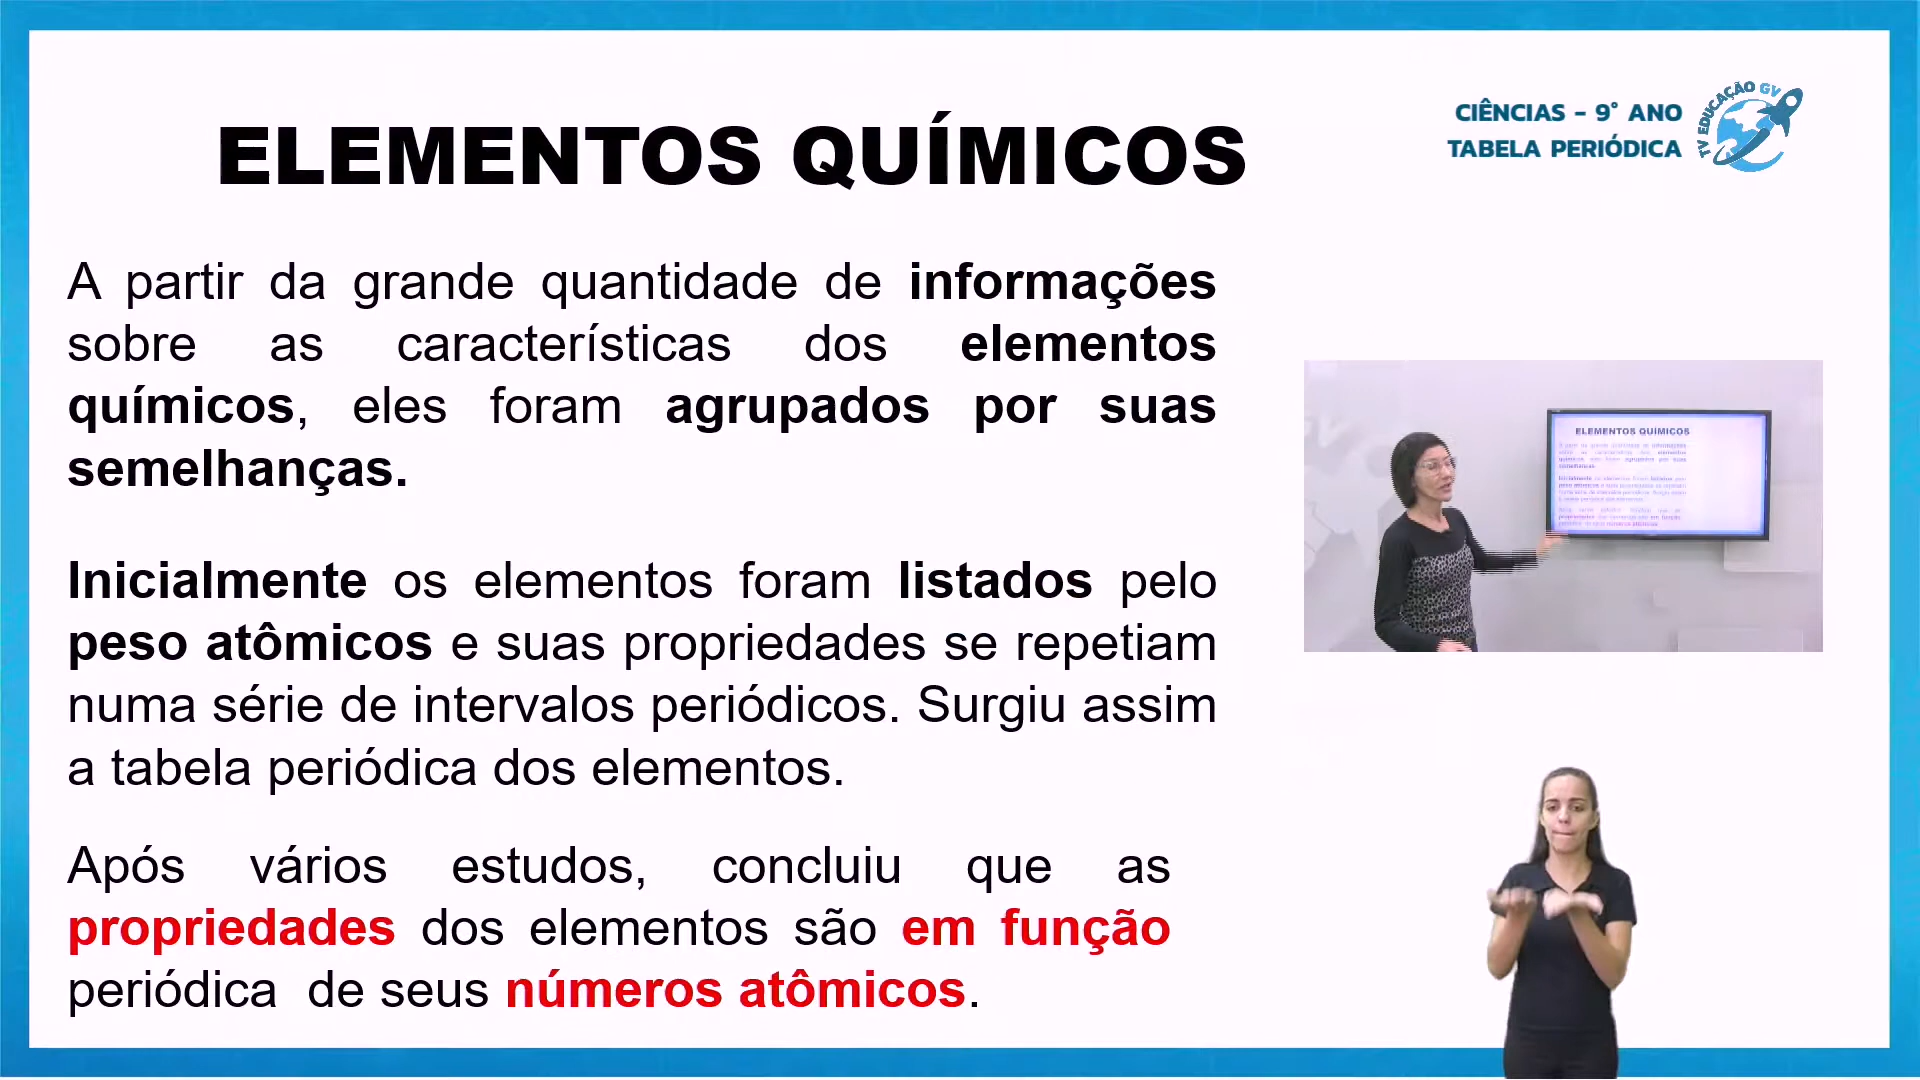 CIÊNCIAS - 9° ANO
TABELA PERIÓDICA
TV EDUCAÇÃO GV
ELEMENTOS QUÍMICOS
A partir da grande quantidade de informações
sobre as características dos elementos
químicos, eles foram agrupados por suas
semelhanças.
Inicialmente os elementos foram listados pelo
peso atômicos e suas propriedades se repetiam
numa série de intervalos periódicos. Surgiu assim
a tabela periódica dos elementos.
Após vários estudos, concluiu que as
propriedades dos elementos são em função
periódica de seus números atômicos.
ELEMENTOS QUÍMICOS